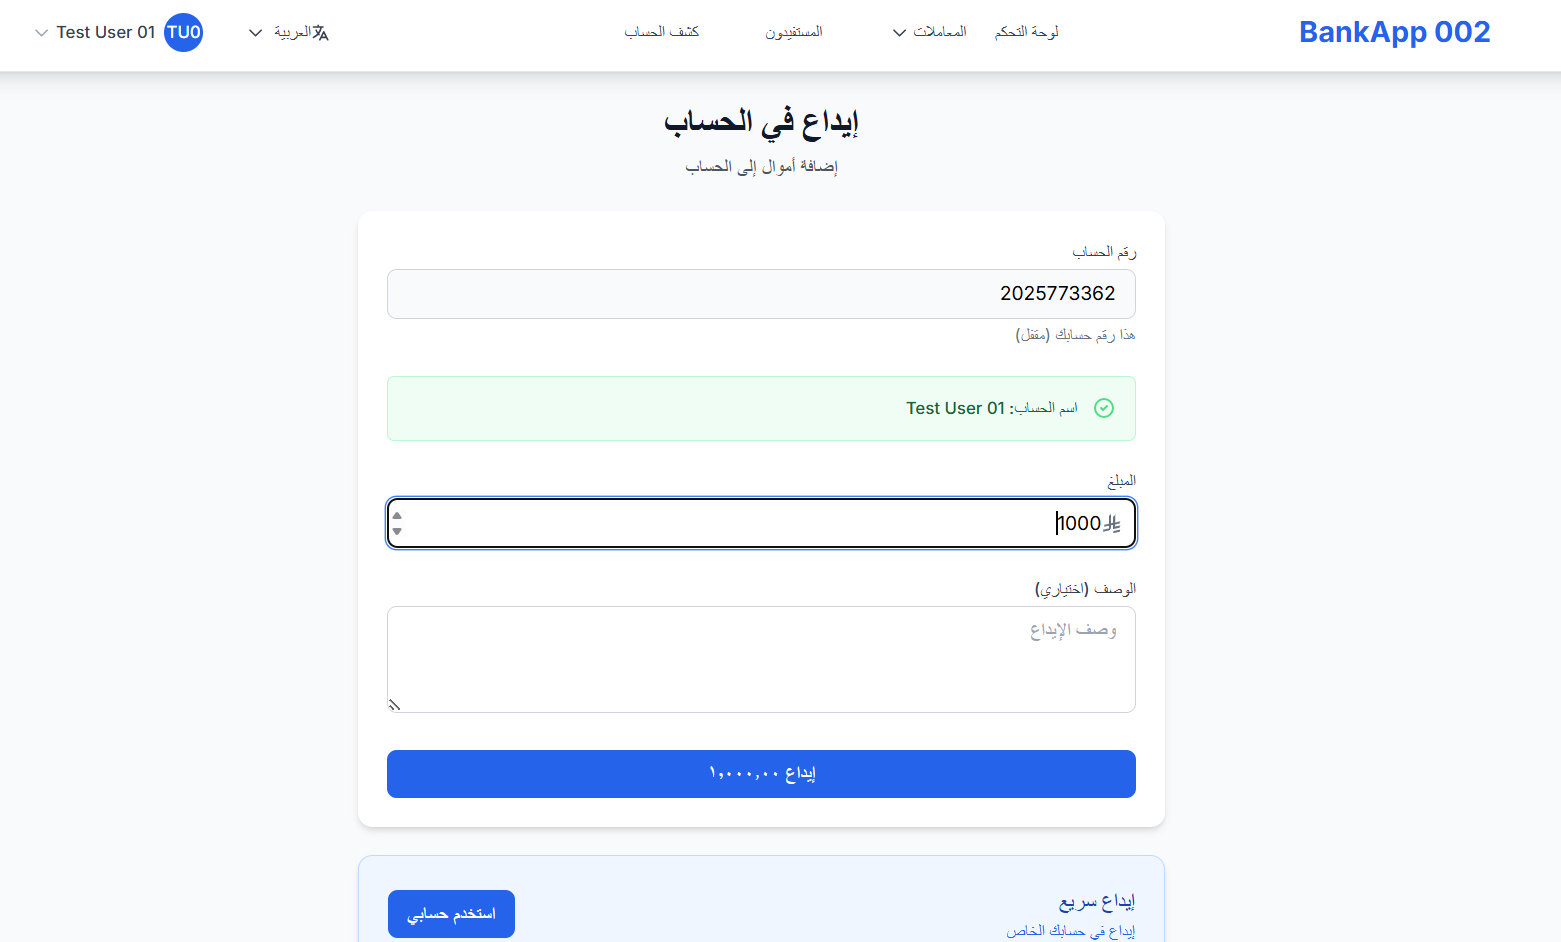 BankApp 002
لوحة التحكم
المعاملات
المستفيدون
كشف الحساب
العربية
TU0
Test User 01
إيداع في الحساب
إضافة أموال إلى الحساب
رقم الحساب
2025773362
هذا رقم حسابك (مقفل)
اسم الحساب: Test User 01
المبلغ
1000
الوصف (اختياري)
وصف الإيداع
إيداع ١٬٠٠٠٫٠٠
إيداع سريع
إيداع في حسابك الخاص
استخدم حسابي